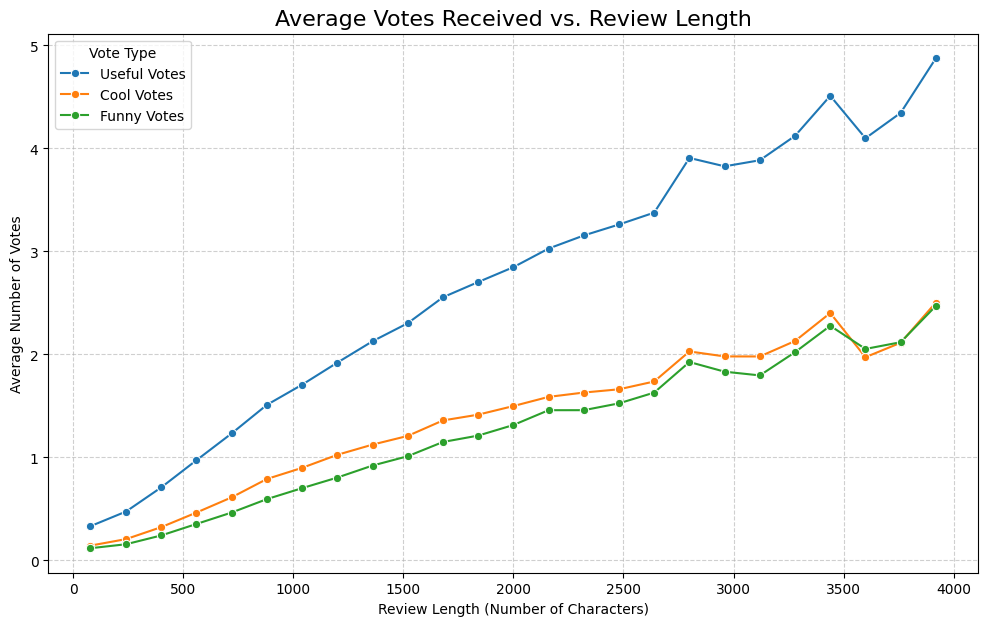 Average Votes Received vs. Review Length
Vote Type
Useful Votes
Cool Votes
Funny Votes
Average Number of Votes
5
4
3
2
1
0
0 500 1000 1500 2000 2500 3000 3500 4000
Review Length (Number of Characters)